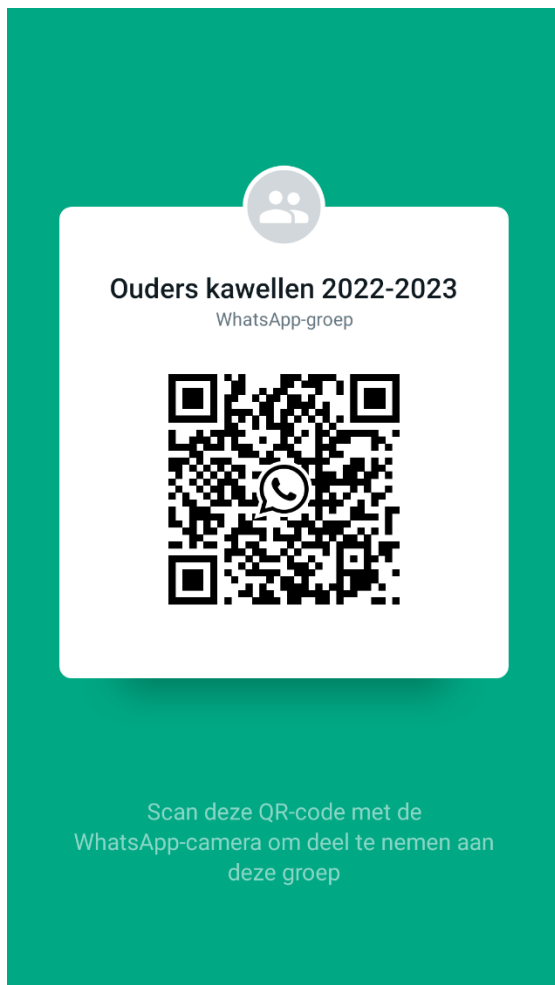 Ouders kawellen 2022-2023
WhatsApp-groep
Scan deze QR-code met de
WhatsApp-camera om deel te nemen aan
deze groep